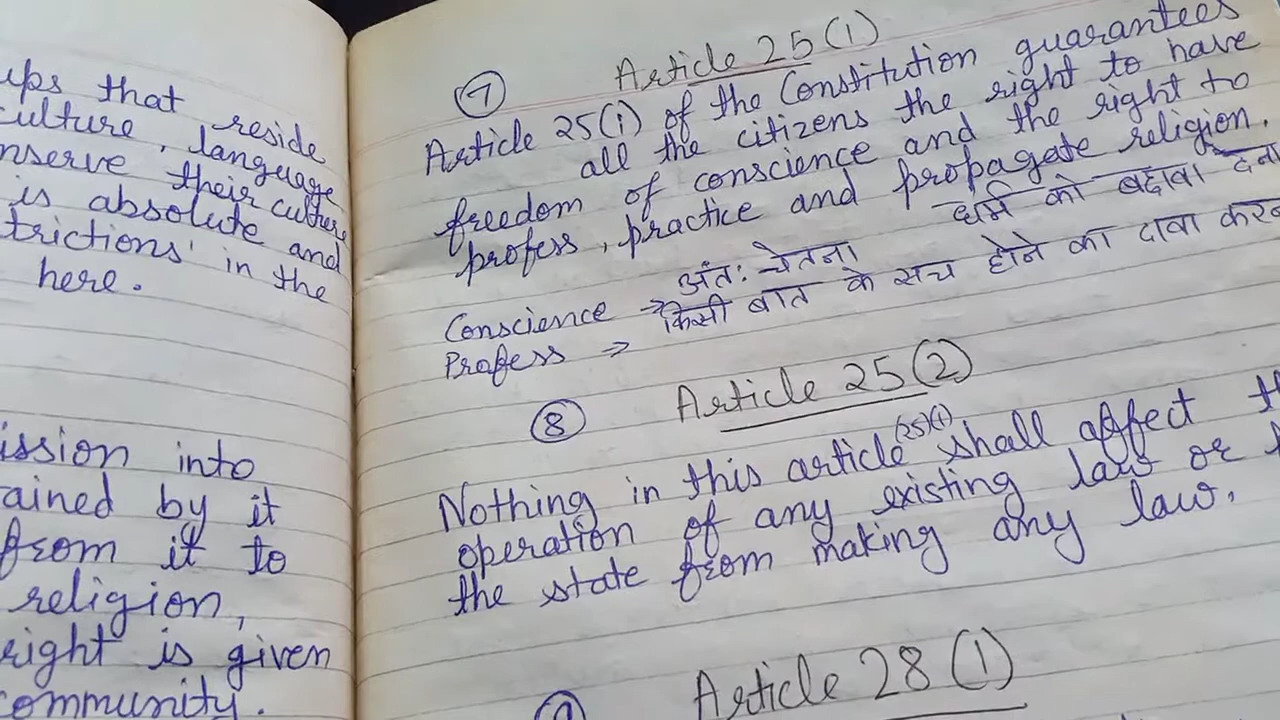 ups that reside
culture, language
nserve their culture
is absolute and
trictions in the
here.
ission into
ained by it
from it to
religion,
right is given
community.
7 Article 25(1)
Article 25(1) of the Constitution guarantees
all the citizens the right to have
freedom of conscience and the right to
profess, practice and propagate religion.
धर्म को बढावा देना
Conscience → अंत: चेतना
Profess → किसी बात के सच होने का दावा कर
8 Article 25(2)
Nothing in this article (25)(1) shall affect th
operation of any existing law or t
the state from making any law.
Article 28(1)